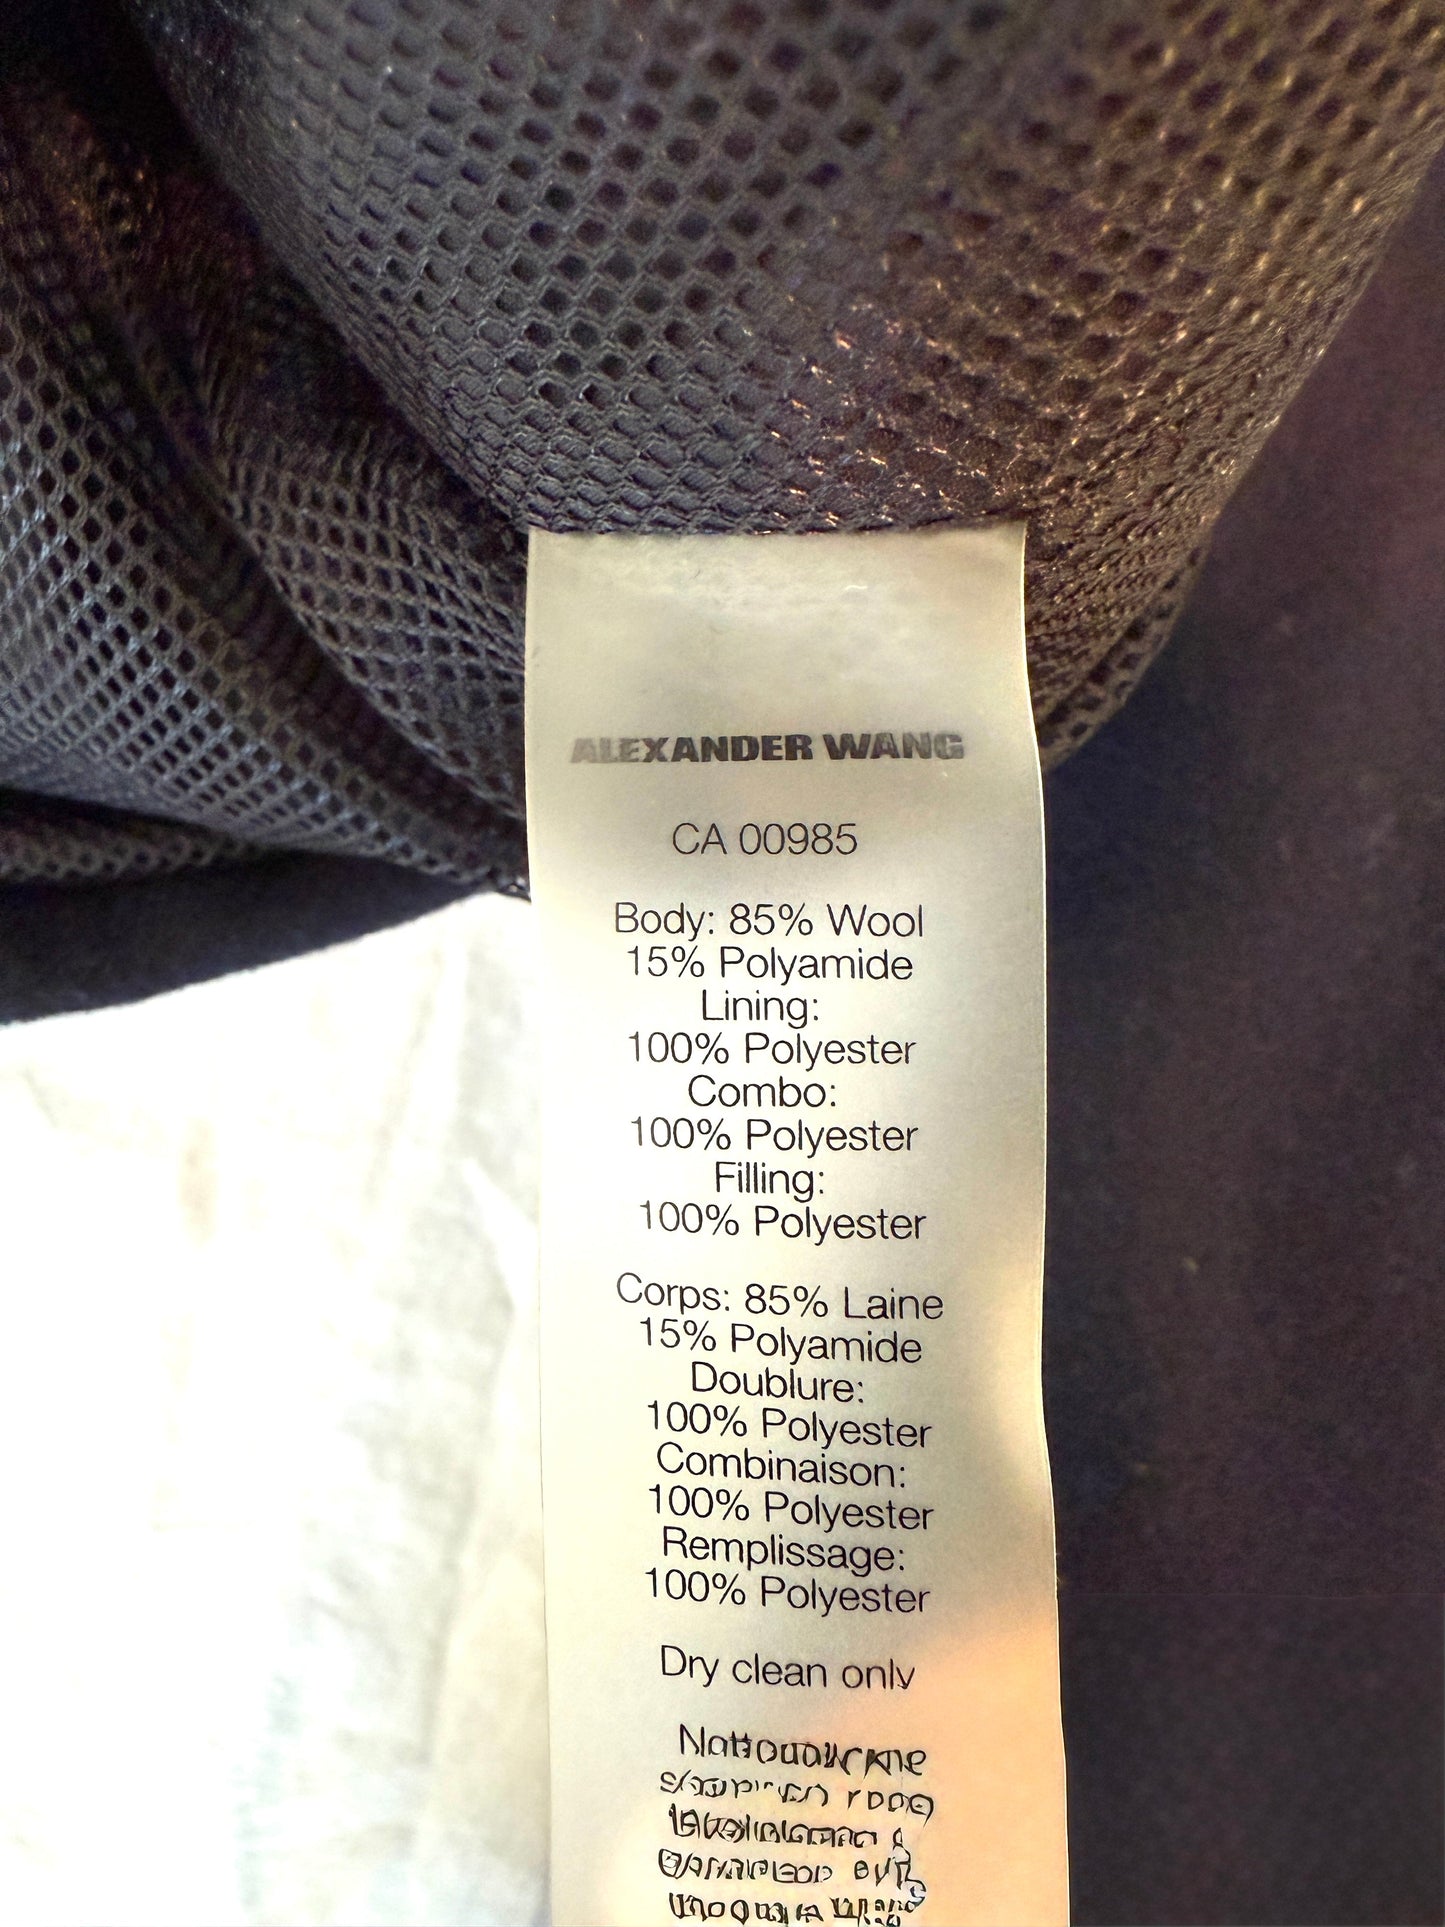 ALEXANDER WANG
CA 00985
Body: 85% Wool
15% Polyamide
Lining:
100% Polyester
Combo:
100% Polyester
Filling:
100% Polyester
Corps: 85% Laine
15% Polyamide
Doublure:
100% Polyester
Combinaison:
100% Polyester
Remplissage:
100% Polyester
Dry clean only